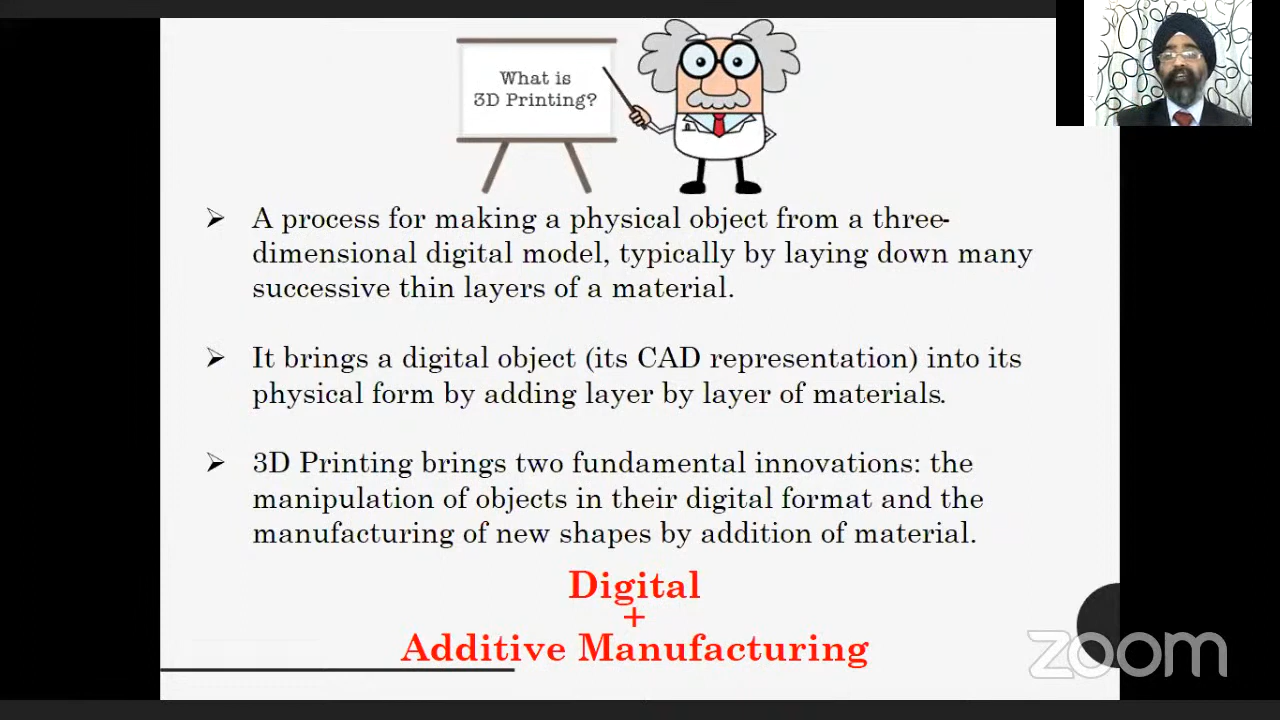 What is
3D Printing?
➢ A process for making a physical object from a three-
dimensional digital model, typically by laying down many
successive thin layers of a material.
➢ It brings a digital object (its CAD representation) into its
physical form by adding layer by layer of materials.
➢ 3D Printing brings two fundamental innovations: the
manipulation of objects in their digital format and the
manufacturing of new shapes by addition of material.
Digital
+
Additive Manufacturing
zoom